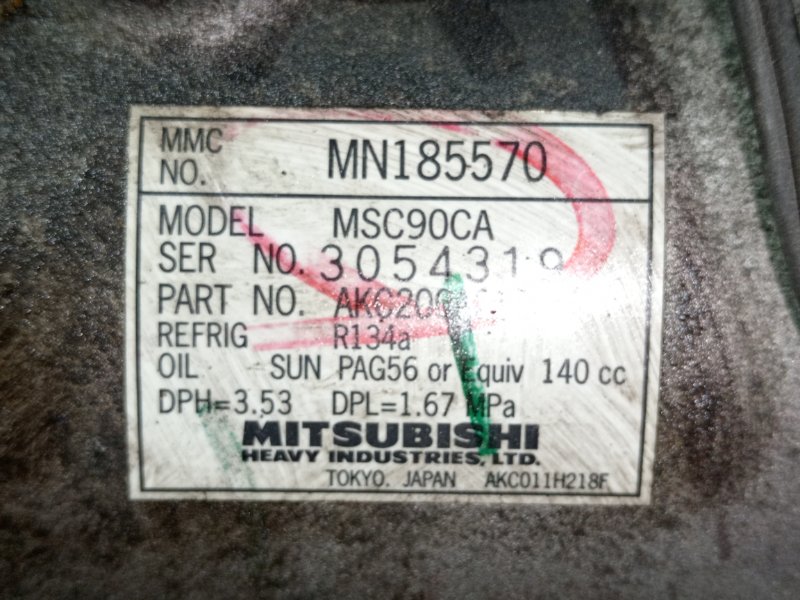 MMC
NO. MN185570
MODEL MSC90CA
SER NO. 3054319
PART NO.
REFRIG R134a
OIL SUN PAG56 or Equiv 140 cc
DPH=3.53 DPL=1.67 MPa
MITSUBISHI
HEAVY INDUSTRIES, LTD.
TOKYO. JAPAN AKC011H218F